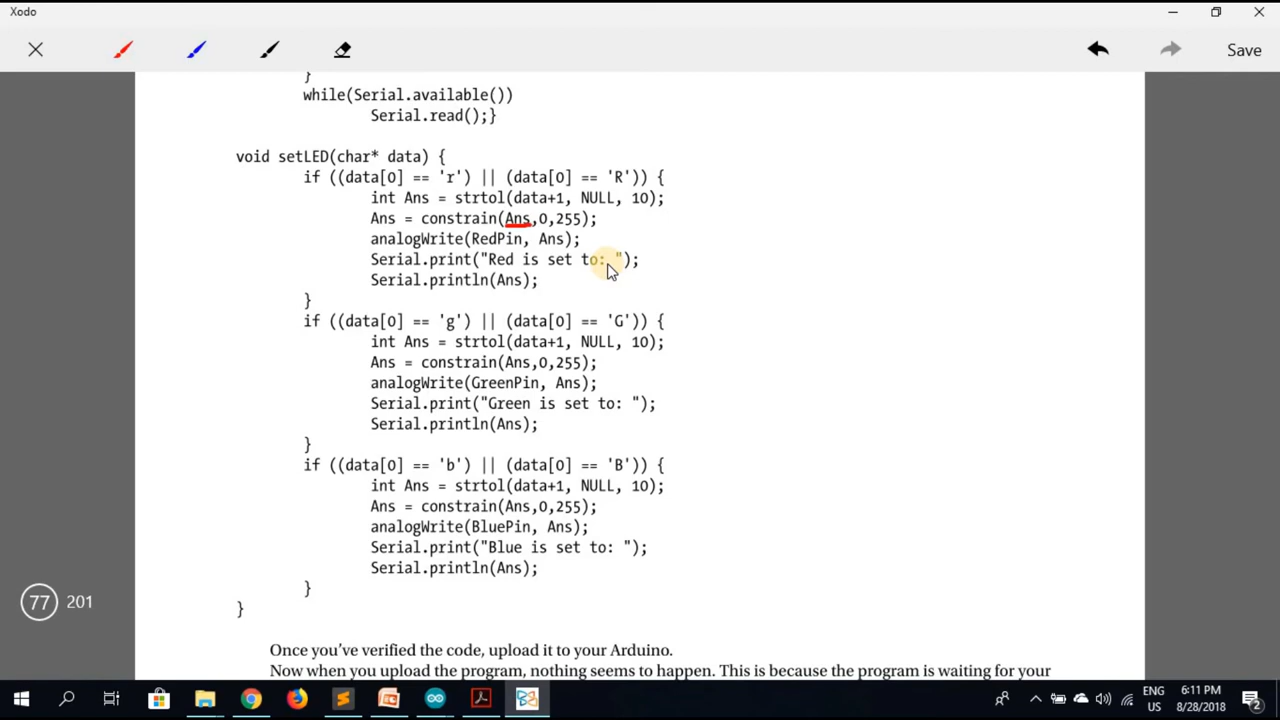 Xodo
Save
}
while(Serial.available())
Serial.read();}
void setLED(char* data) {
if ((data[0] == 'r') || (data[0] == 'R')) {
int Ans = strtol(data+1, NULL, 10);
Ans = constrain(Ans,0,255);
analogWrite(RedPin, Ans);
Serial.print("Red is set to: ");
Serial.println(Ans);
}
if ((data[0] == 'g') || (data[0] == 'G')) {
int Ans = strtol(data+1, NULL, 10);
Ans = constrain(Ans,0,255);
analogWrite(GreenPin, Ans);
Serial.print("Green is set to: ");
Serial.println(Ans);
}
if ((data[0] == 'b') || (data[0] == 'B')) {
int Ans = strtol(data+1, NULL, 10);
Ans = constrain(Ans,0,255);
analogWrite(BluePin, Ans);
Serial.print("Blue is set to: ");
Serial.println(Ans);
}
77 201
}
Once you've verified the code, upload it to your Arduino.
Now when you upload the program, nothing seems to happen. This is because the program is waiting for your
ENG 6:11 PM
US 8/28/2018 2